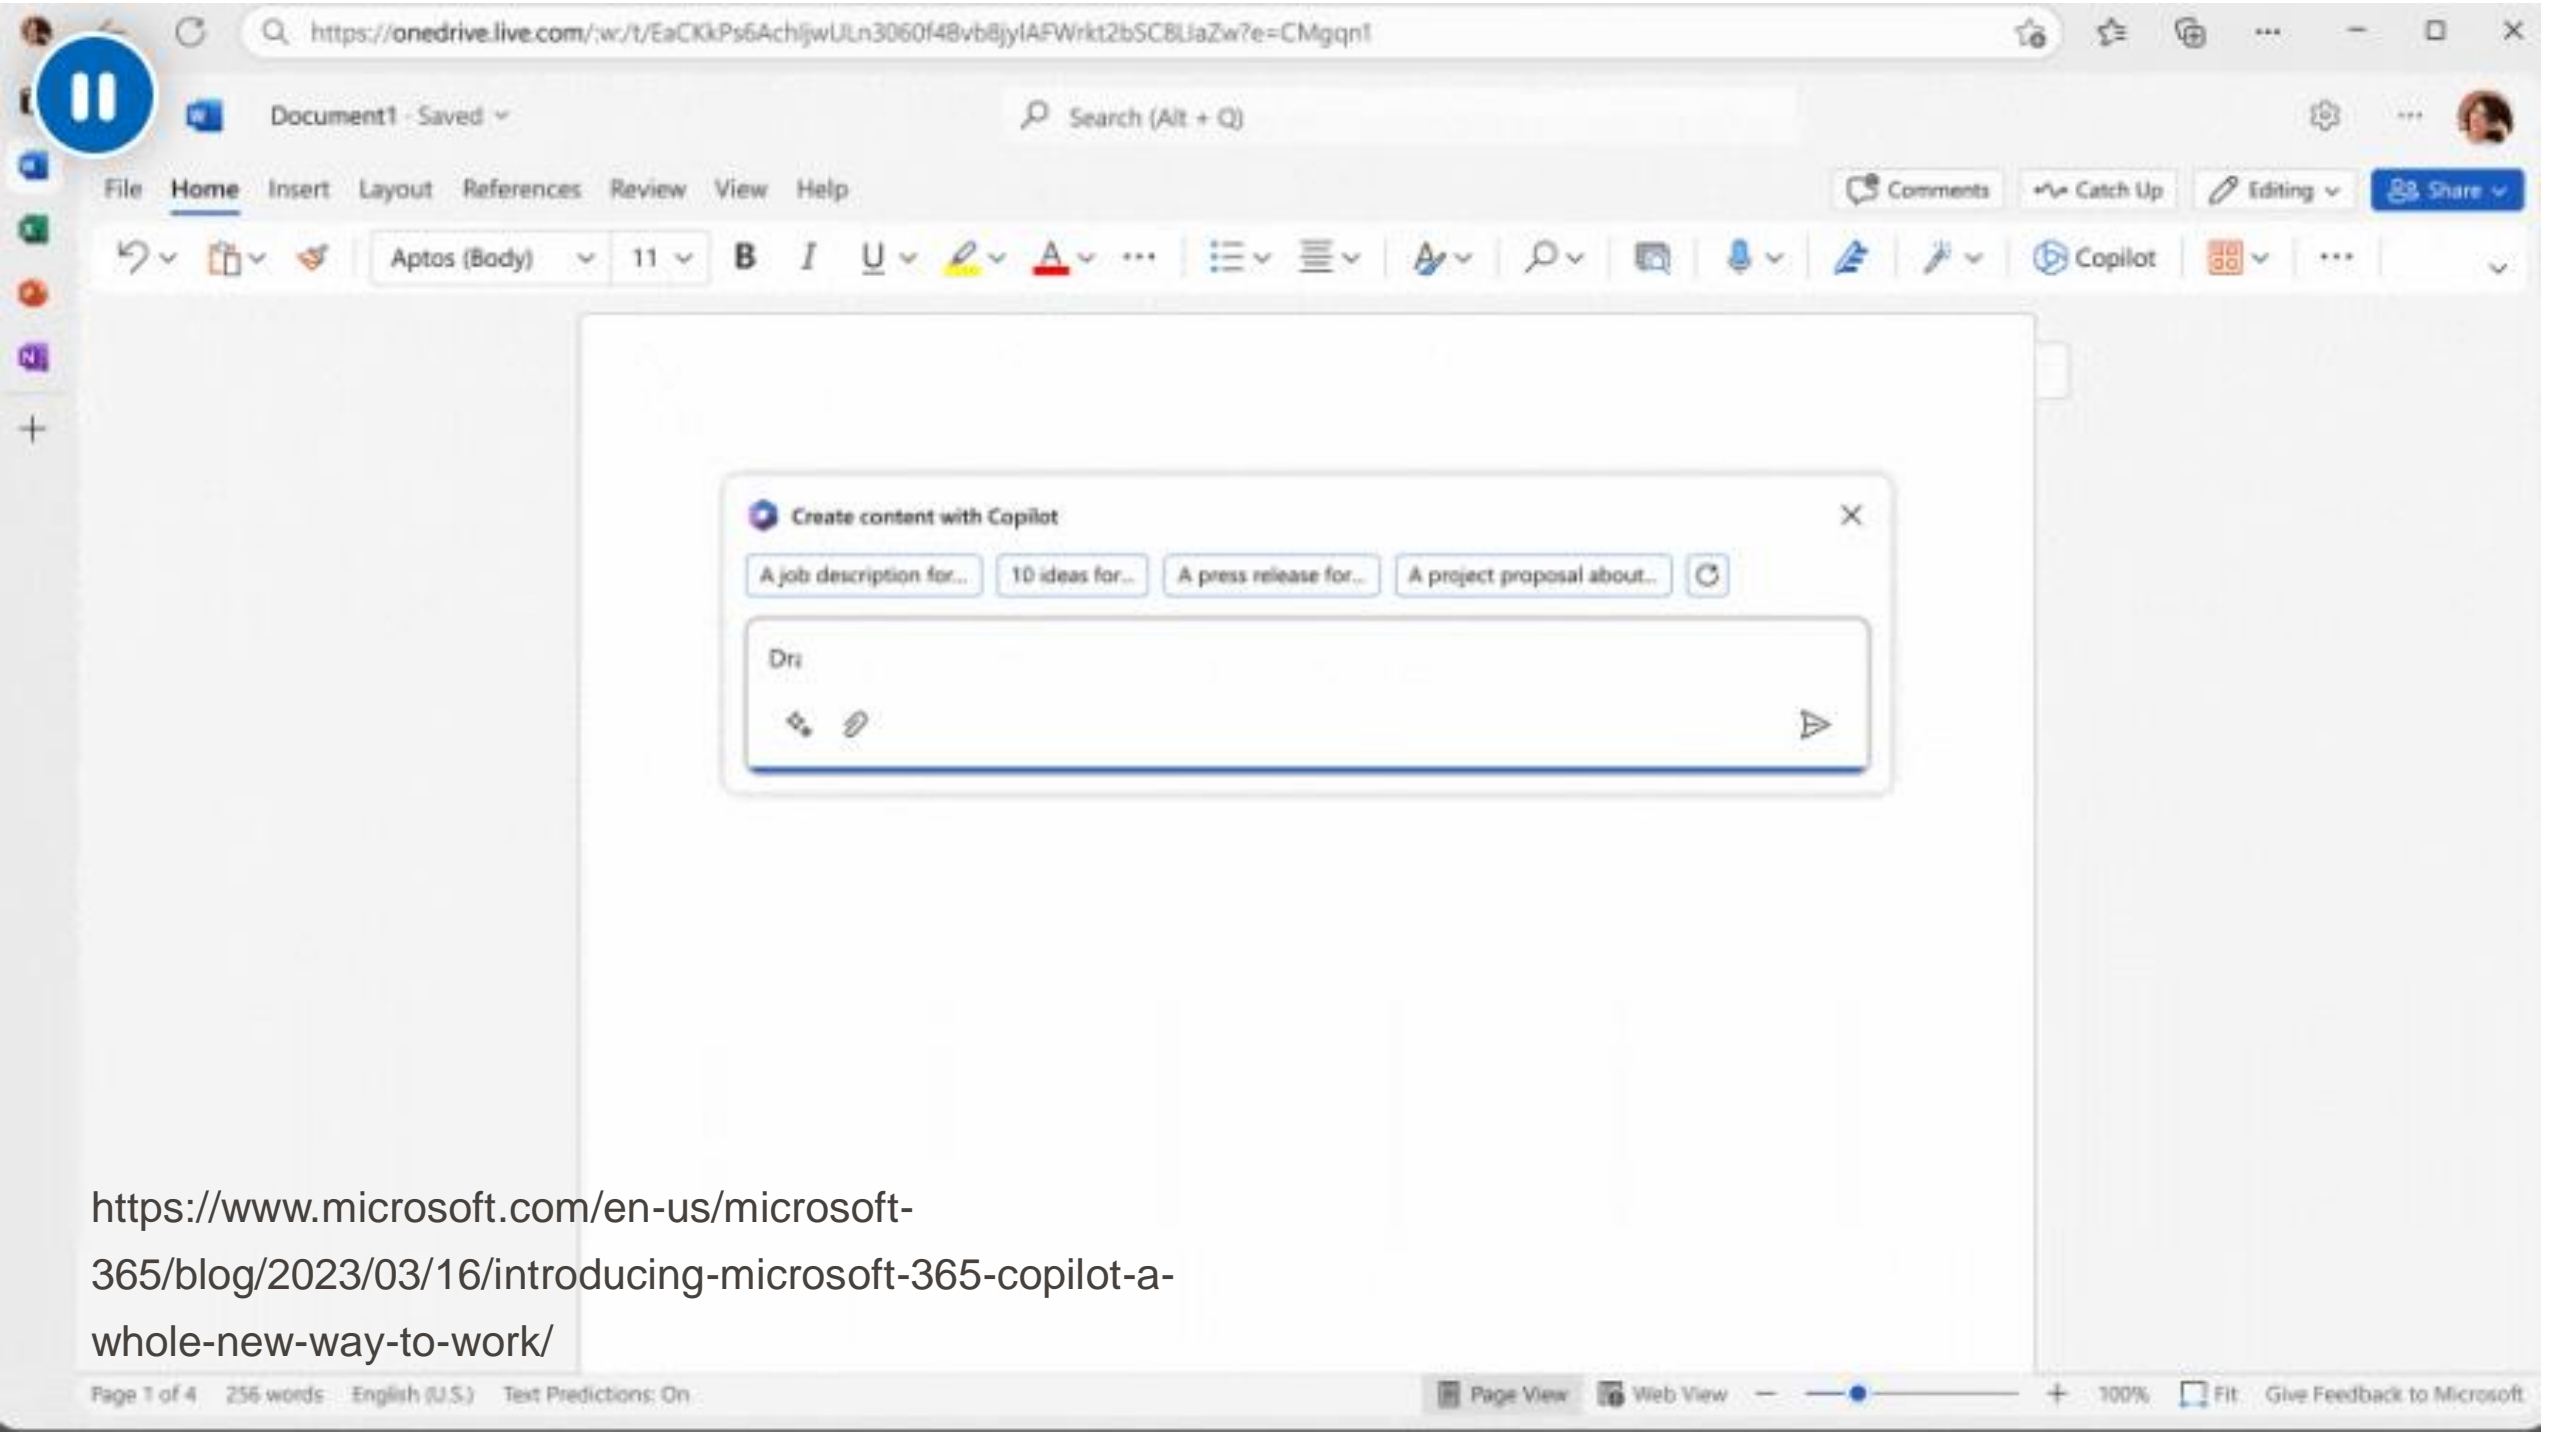 https://onedrive.live.com/:w:/t/EaCKkPs6AchIjwULn3060f4Bvb8jylAFWrkt2bSC8LlaZw?e=CMgqn1
Document1 - Saved
Search (Alt + Q)
File Home Insert Layout References Review View Help
Comments Catch Up Editing Share
Aptos (Body) 11 B I U A Copilot ...
Create content with Copilot
A job description for... 10 ideas for... A press release for... A project proposal about...
Dra
https://www.microsoft.com/en-us/microsoft-
365/blog/2023/03/16/introducing-microsoft-365-copilot-a-
whole-new-way-to-work/
Page 1 of 4 256 words English (U.S.) Text Predictions: On Page View Web View 100% Fit Give Feedback to Microsoft